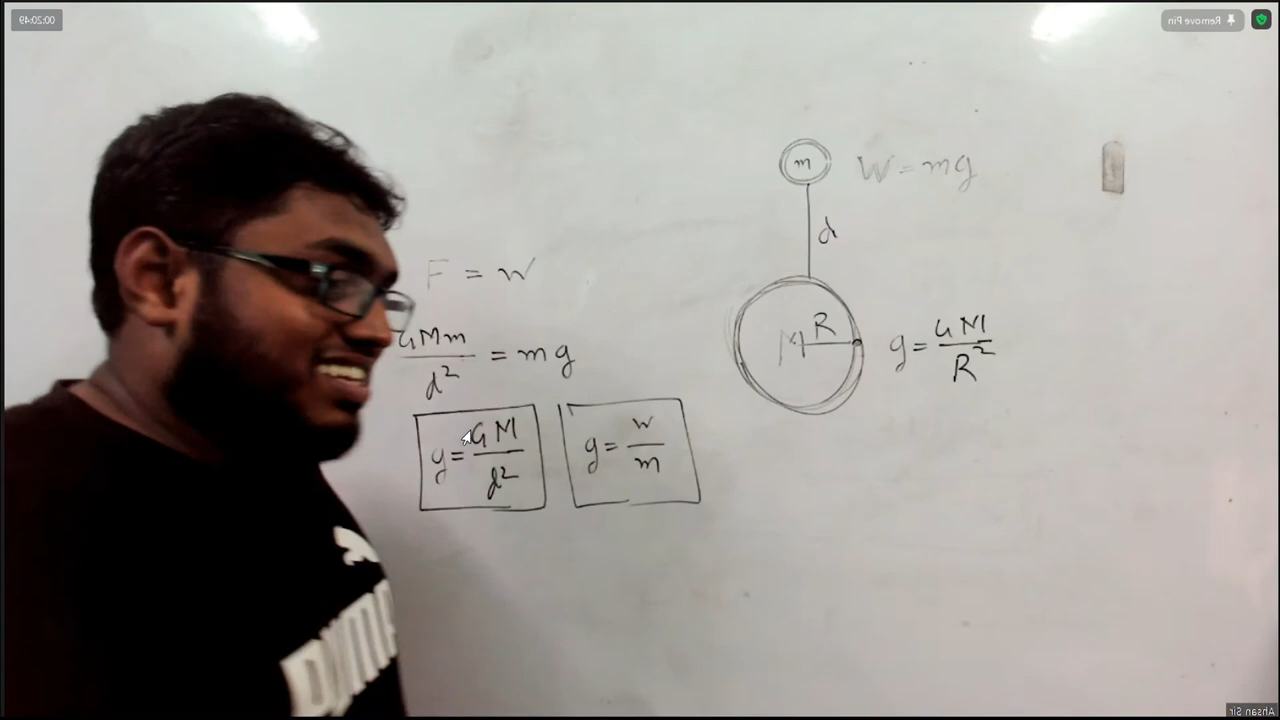 00:20:49
Remove Pin
m
W = mg
d
F = W
GMm/d² = mg
M R
g = GM/R²
g = GM/d²
g = w/m
PUMA
Ahsan Sir